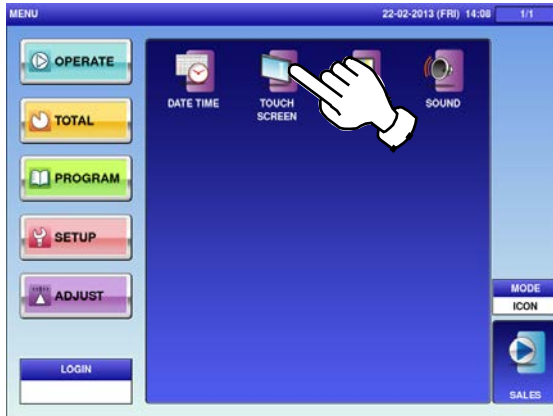 MENU
22-02-2013 (FRI) 14:08
1/1
OPERATE
TOTAL
PROGRAM
SETUP
ADJUST
LOGIN
DATE TIME
TOUCH
SCREEN
SOUND
MODE
ICON
SALES